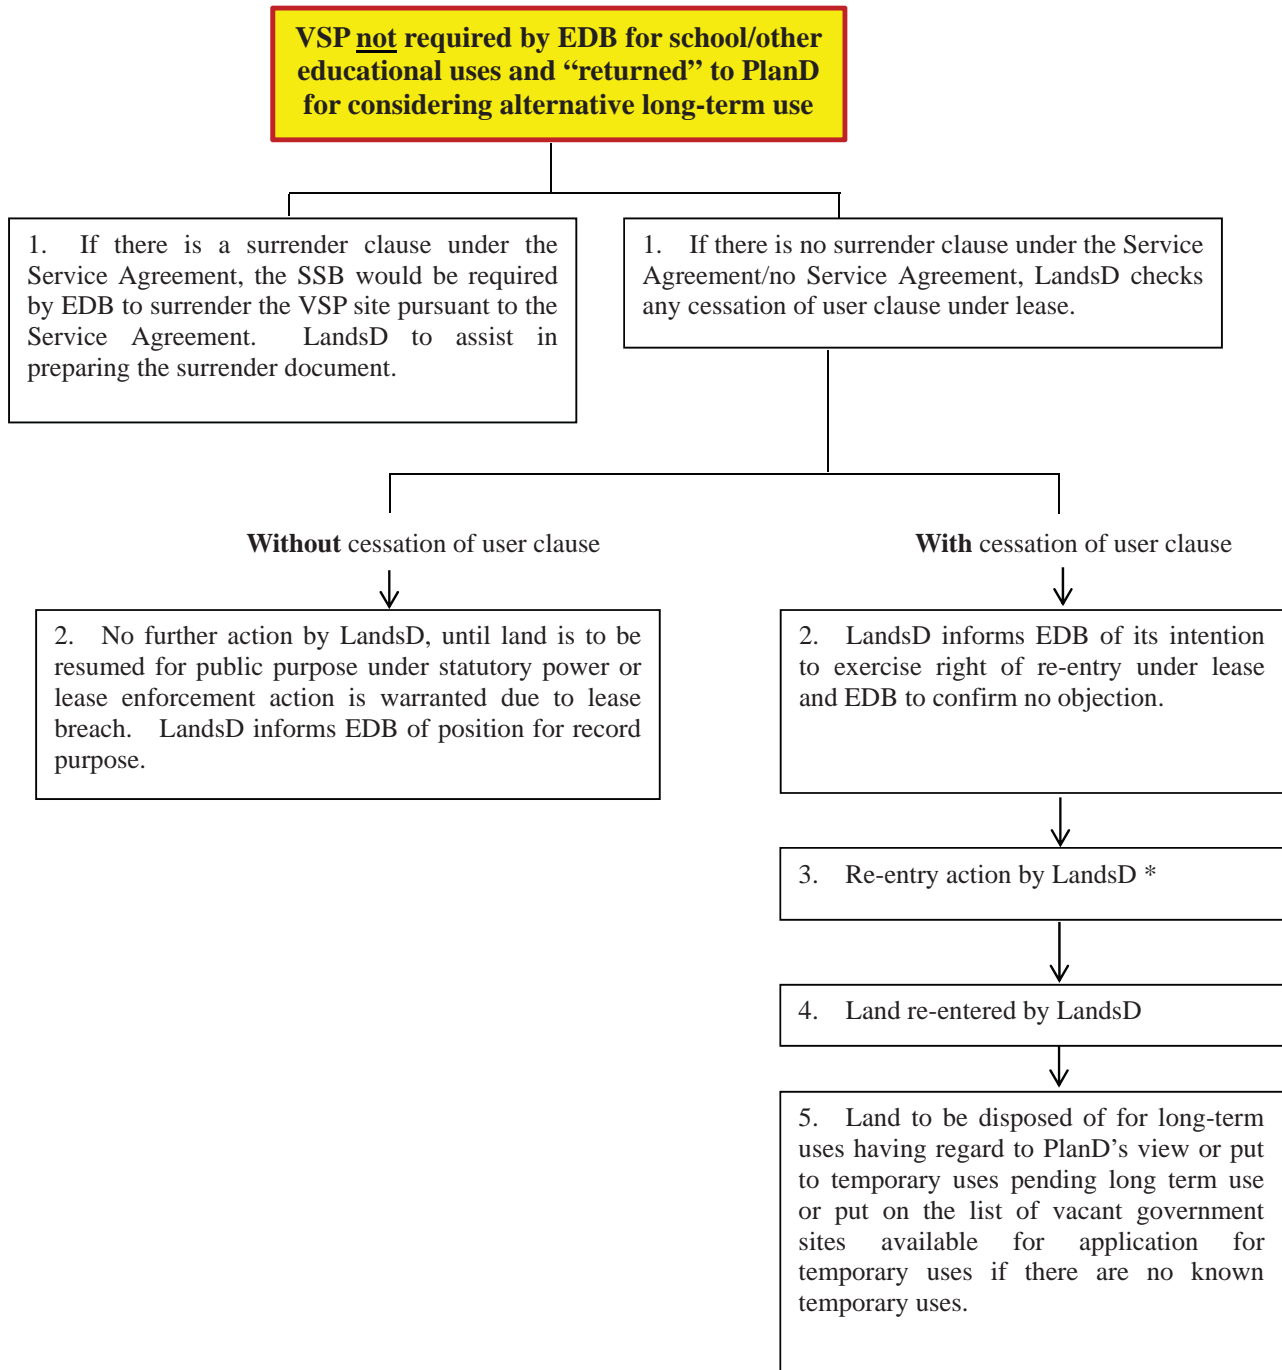 VSP not required by EDB for school/other
educational uses and “returned” to PlanD
for considering alternative long-term use
1. If there is a surrender clause under the
Service Agreement, the SSB would be required
by EDB to surrender the VSP site pursuant to the
Service Agreement. LandsD to assist in
preparing the surrender document.
1. If there is no surrender clause under the Service
Agreement/no Service Agreement, LandsD checks
any cessation of user clause under lease.
Without cessation of user clause
With cessation of user clause
2. No further action by LandsD, until land is to be
resumed for public purpose under statutory power or
lease enforcement action is warranted due to lease
breach. LandsD informs EDB of position for record
purpose.
2. LandsD informs EDB of its intention
to exercise right of re-entry under lease
and EDB to confirm no objection.
3. Re-entry action by LandsD *
4. Land re-entered by LandsD
5. Land to be disposed of for long-term
uses having regard to PlanD’s view or put
to temporary uses pending long term use
or put on the list of vacant government
sites available for application for
temporary uses if there are no known
temporary uses.